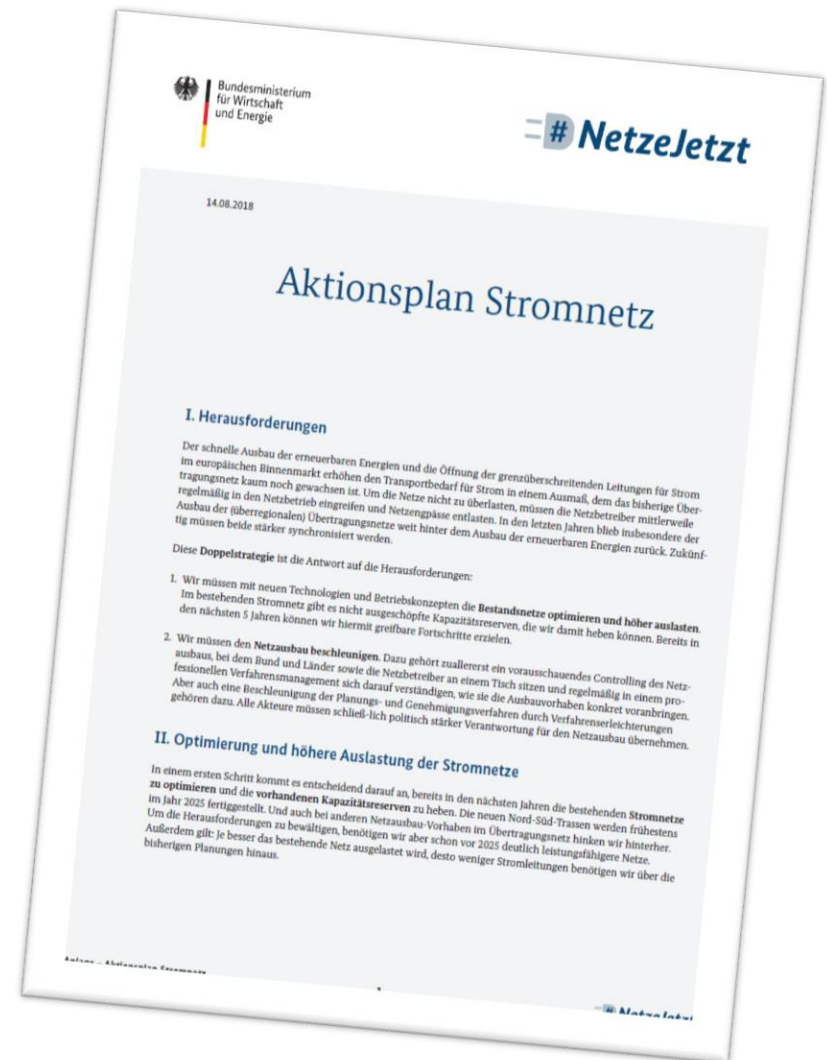 Bundesministerium
für Wirtschaft
und Energie
# NetzeJetzt
14.08.2018
Aktionsplan Stromnetz
I. Herausforderungen
Der schnelle Ausbau der erneuerbaren Energien und die Öffnung der grenzüberschreitenden Leitungen für Strom
im europäischen Binnenmarkt erhöhen den Transportbedarf für Strom in einem Ausmaß, dem das bisherige Über-
tragungsnetz kaum noch gewachsen ist. Um die Netze nicht zu überlasten, müssen die Netzbetreiber mittlerweile
regelmäßig in den Netzbetrieb eingreifen und Netzengpässe entlasten. In den letzten Jahren blieb insbesondere der
Ausbau der (überregionalen) Übertragungsnetze weit hinter dem Ausbau der erneuerbaren Energien zurück. Zukünf-
tig müssen beide stärker synchronisiert werden.
Diese Doppelstrategie ist die Antwort auf die Herausforderungen:
1. Wir müssen mit neuen Technologien und Betriebskonzepten die Bestandsnetze optimieren und höher auslasten.
Im bestehenden Stromnetz gibt es nicht ausgeschöpfte Kapazitätsreserven, die wir damit heben können. Bereits in
den nächsten 5 Jahren können wir hiermit greifbare Fortschritte erzielen.
2. Wir müssen den Netzausbau beschleunigen. Dazu gehört zuallererst ein vorausschauendes Controlling des Netz-
ausbaus, bei dem Bund und Länder sowie die Netzbetreiber an einem Tisch sitzen und regelmäßig in einem pro-
fessionellen Verfahrensmanagement sich darauf verständigen, wie sie die Ausbauvorhaben konkret voranbringen.
Aber auch eine Beschleunigung der Planungs- und Genehmigungsverfahren durch Verfahrenserleichterungen
gehören dazu. Alle Akteure müssen schließ-lich politisch stärker Verantwortung für den Netzausbau übernehmen.
II. Optimierung und höhere Auslastung der Stromnetze
In einem ersten Schritt kommt es entscheidend darauf an, bereits in den nächsten Jahren die bestehenden Stromnetze
zu optimieren und die vorhandenen Kapazitätsreserven zu heben. Die neuen Nord-Süd-Trassen werden frühestens
im Jahr 2025 fertiggestellt. Und auch bei anderen Netzausbau-Vorhaben im Übertragungsnetz hinken wir hinterher.
Um die Herausforderungen zu bewältigen, benötigen wir aber schon vor 2025 deutlich leistungsfähigere Netze.
Außerdem gilt: Je besser das bestehende Netz ausgelastet wird, desto weniger Stromleitungen benötigen wir über die
bisherigen Planungen hinaus.
Anlage – Aktionsplan Stromnetz
# NetzeJetzt